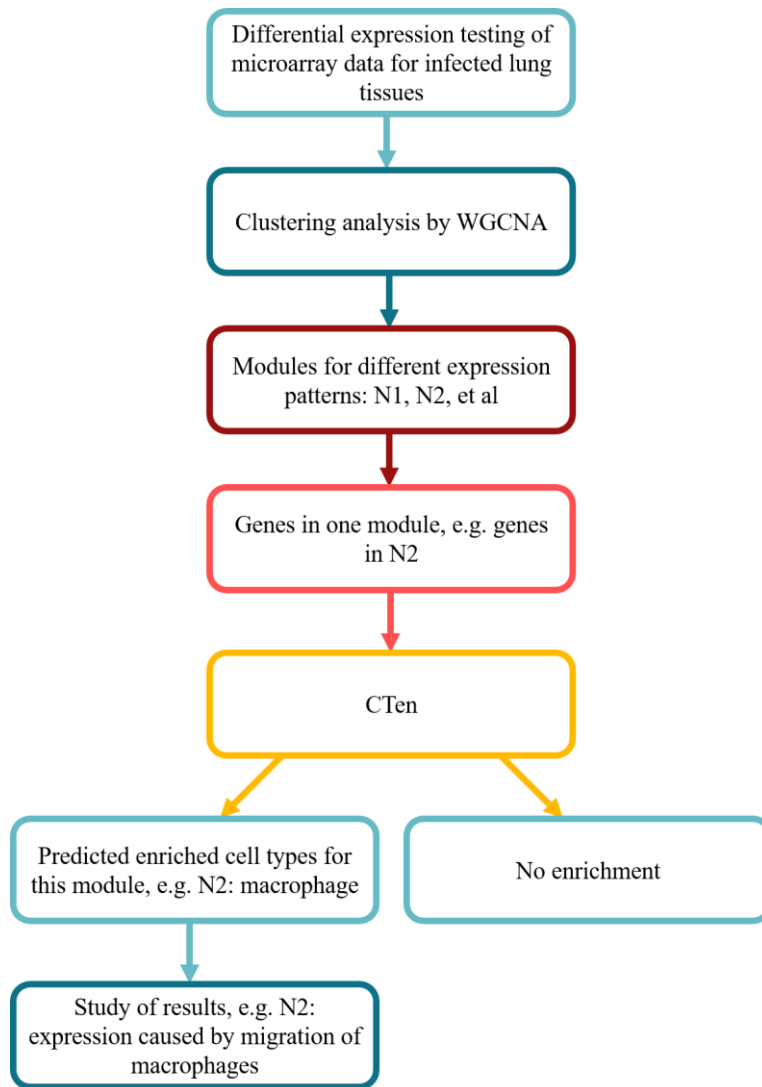 Differential expression testing of
microarray data for infected lung
tissues
Clustering analysis by WGCNA
Modules for different expression
patterns: N1, N2, et al
Genes in one module, e.g. genes
in N2
CTen
Predicted enriched cell types for
this module, e.g. N2: macrophage
No enrichment
Study of results, e.g. N2:
expression caused by migration of
macrophages